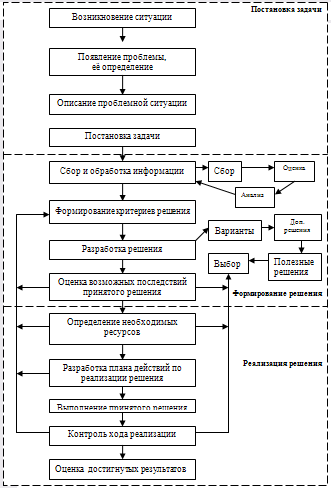 Постановка задачи
Возникновение ситуации
Появление проблемы,
её определение
Описание проблемной ситуации
Постановка задачи
Сбор и обработка информации
Сбор
Оценка
Анализ
Формирование критериев решения
Разработка решения
Варианты
Доп.
решения
Выбор
Полезные
решения
Оценка возможных последствий
принятого решения
Формирование решения
Определение необходимых
ресурсов
Реализация решения
Разработка плана действий по
реализации решения
Выполнение принятого решения
Контроль хода реализации
Оценка достигнутых результатов